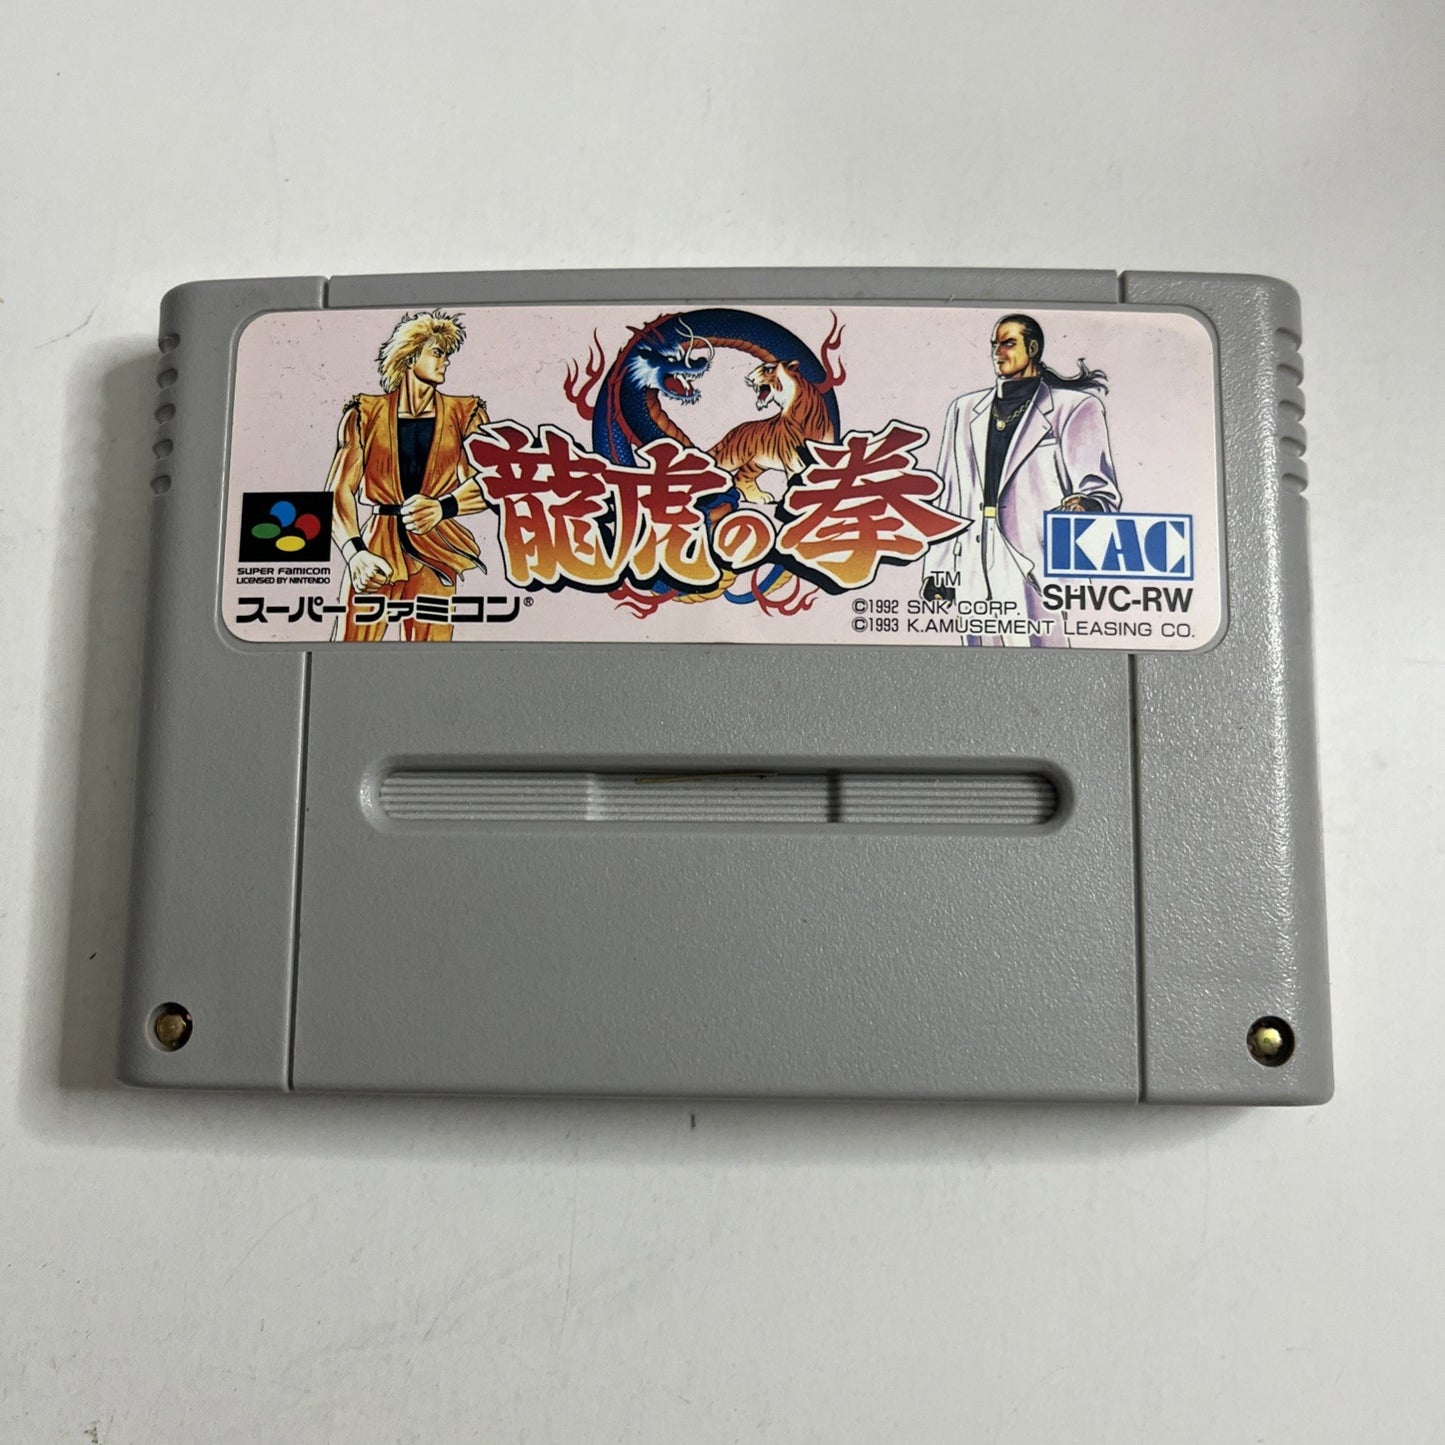 龍虎の拳
TM
SUPER FAMICOM
LICENSED BY NINTENDO
スーパーファミコン®
KAC
SHVC-RW
©1992 SNK CORP.
©1993 K.AMUSEMENT LEASING CO.